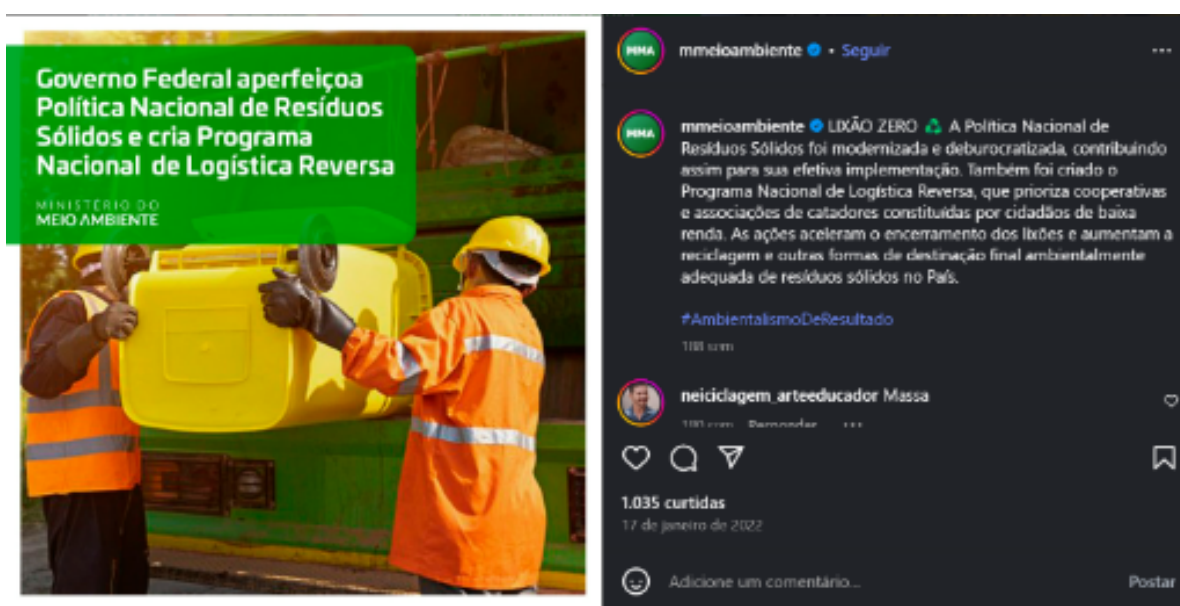 Governo Federal aperfeiçoa
Política Nacional de Resíduos
Sólidos e cria Programa
Nacional de Logística Reversa
MINISTÉRIO DO
MEIO AMBIENTE
MMA
mmeioambiente • Seguir
MMA
mmeioambiente LIXÃO ZERO ♻ A Política Nacional de
Resíduos Sólidos foi modernizada e deburocratizada, contribuindo
assim para sua efetiva implementação. Também foi criado o
Programa Nacional de Logística Reversa, que prioriza cooperativas
e associações de catadores constituídas por cidadãos de baixa
renda. As ações aceleram o encerramento dos lixões e aumentam a
reciclagem e outras formas de destinação final ambientalmente
adequada de resíduos sólidos no País.
#AmbientalismoDeResultado
188 sem
neiciclagem_arteeducador Massa
Responder
1.035 curtidas
17 de janeiro de 2022
Adicione um comentário...
Postar